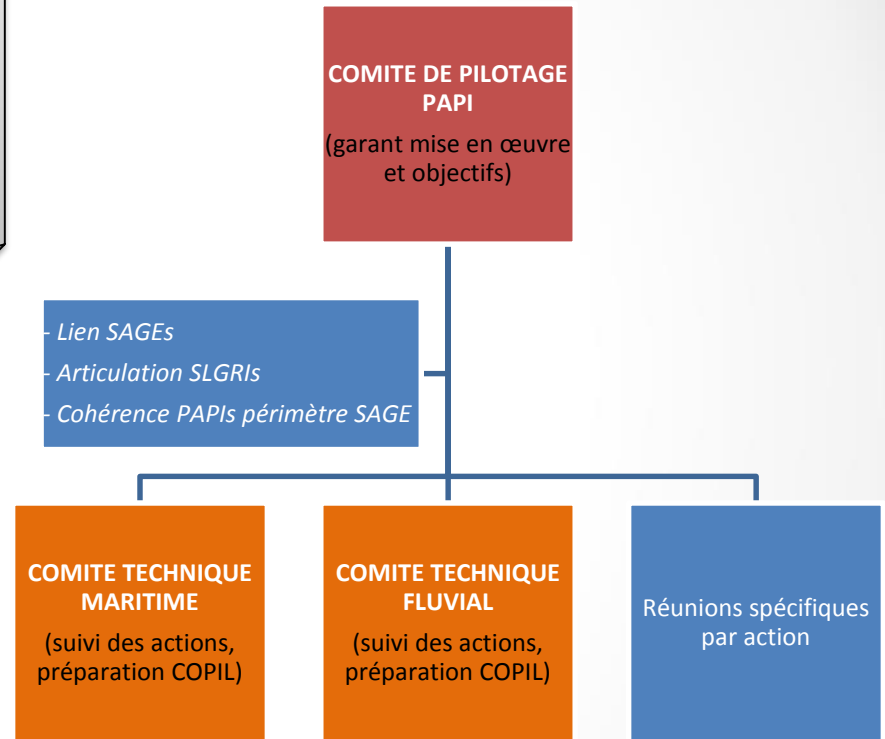 COMITE DE PILOTAGE
PAPI
(garant mise en œuvre
et objectifs)
- Lien SAGEs
- Articulation SLGRIs
- Cohérence PAPIs périmètre SAGE
COMITE TECHNIQUE
MARITIME
(suivi des actions,
préparation COPIL)
COMITE TECHNIQUE
FLUVIAL
(suivi des actions,
préparation COPIL)
Réunions spécifiques
par action